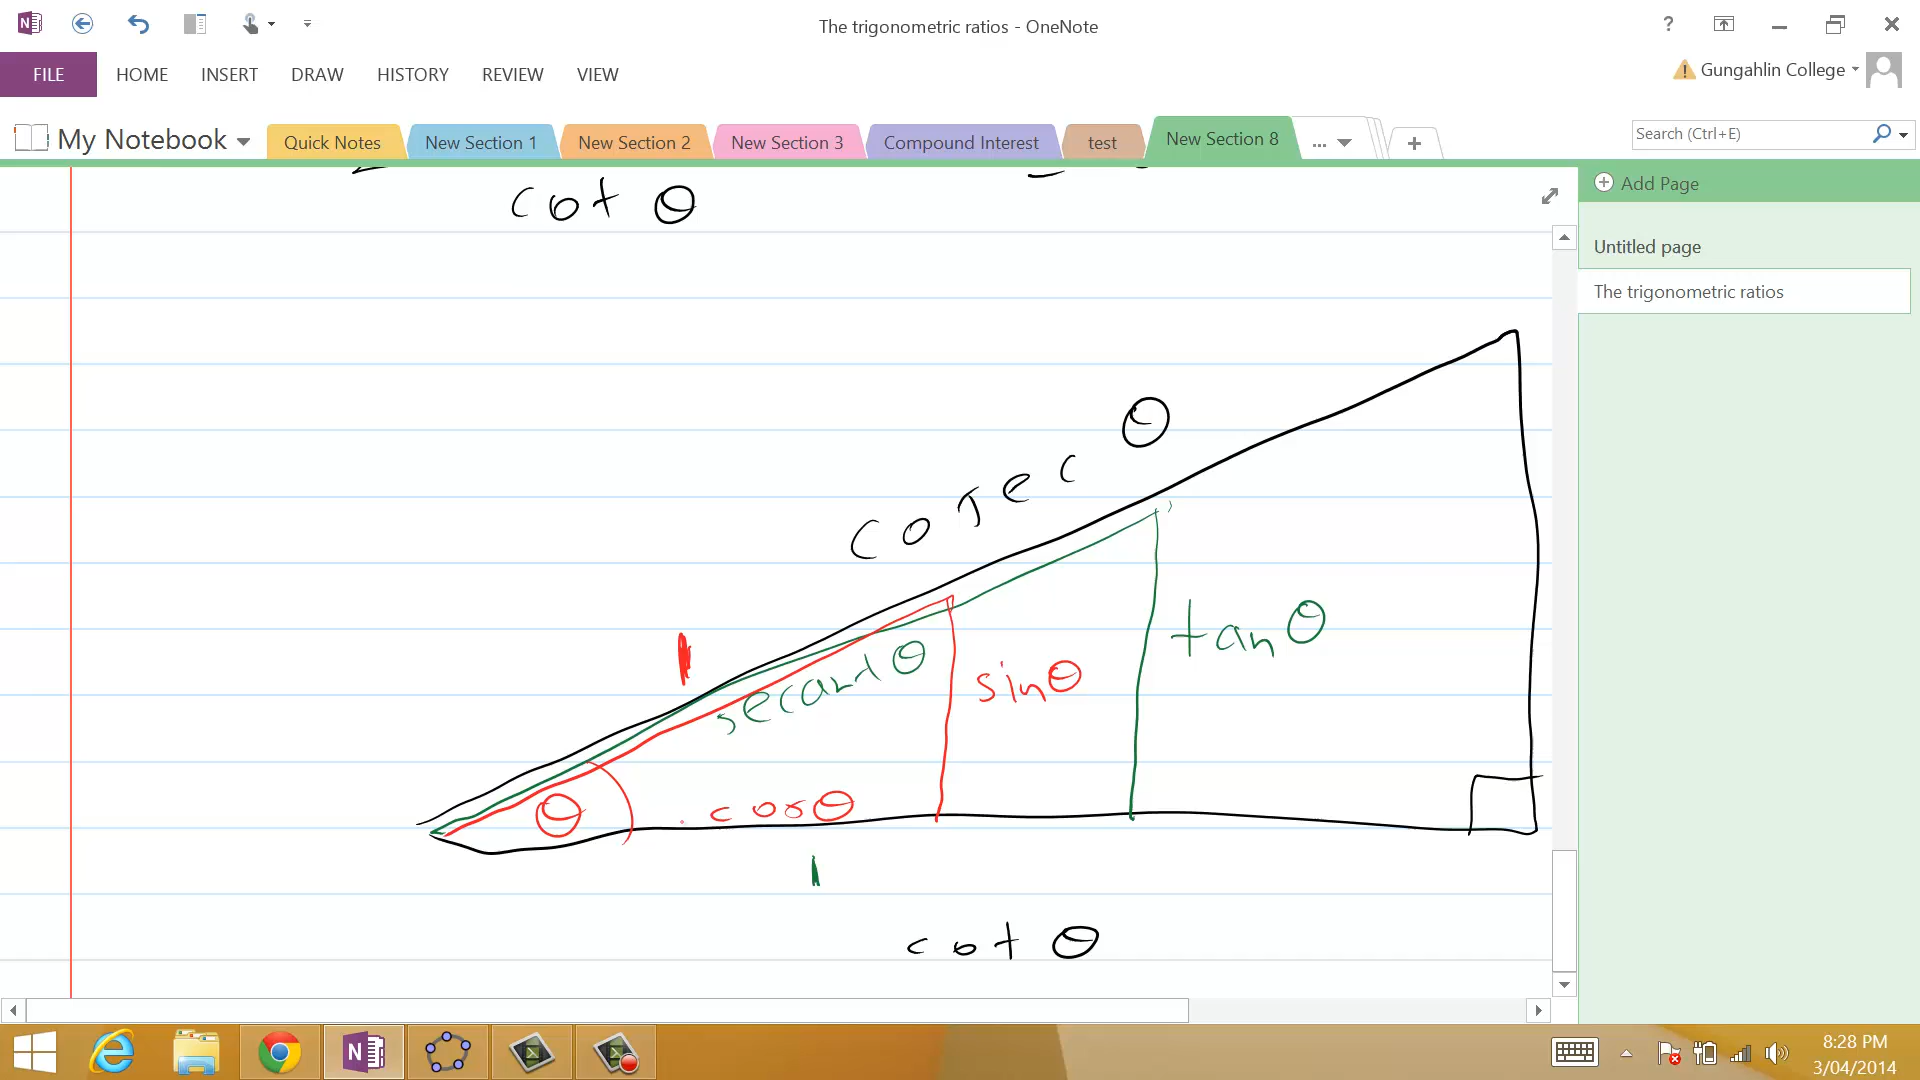 The trigonometric ratios - OneNote
?
FILE HOME INSERT DRAW HISTORY REVIEW VIEW
Gungahlin College
My Notebook
Quick Notes New Section 1 New Section 2 New Section 3 Compound Interest test New Section 8 ... +
Search (Ctrl+E)
Add Page
Untitled page
The trigonometric ratios
cot θ
cosec θ
1
secant θ
tan θ
sin θ
θ
cos θ
1
cot θ
8:28 PM
3/04/2014